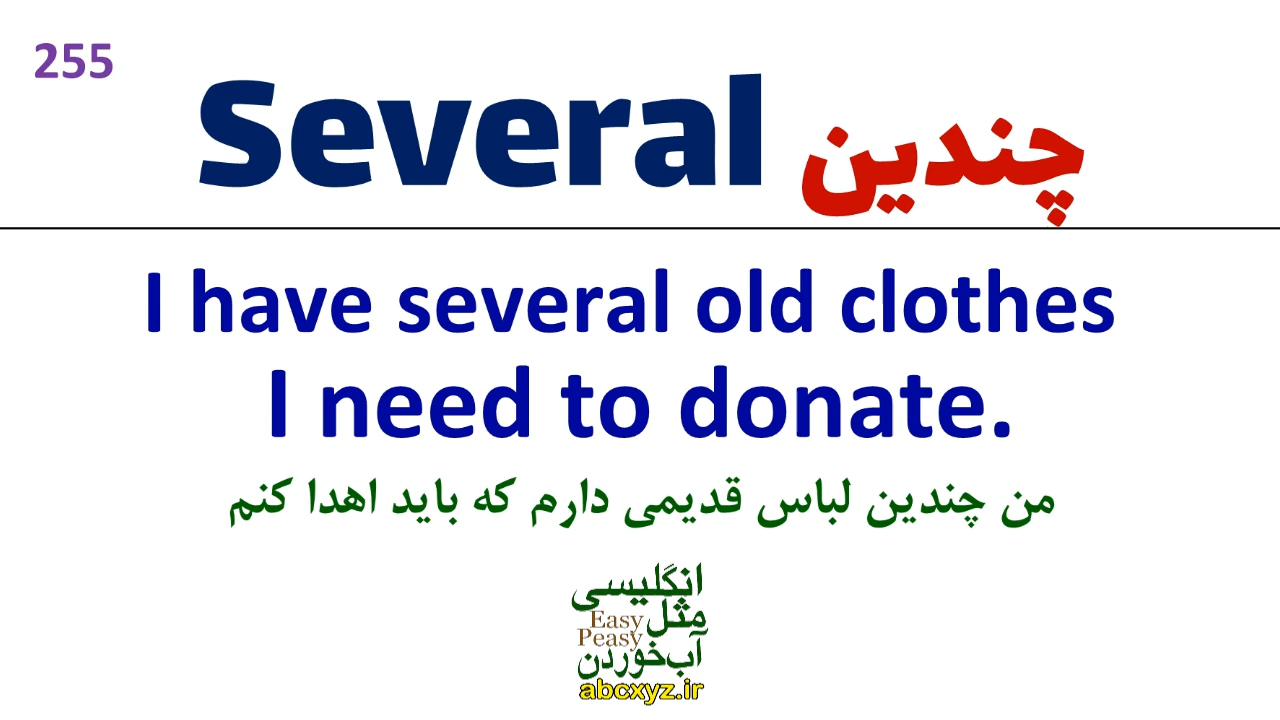 255
Several چندین
I have several old clothes
I need to donate.
من چندین لباس قدیمی دارم که باید اهدا کنم
انگلیسی
مثل
Easy
Peasy
آب‌خوردن
abcxyz.ir